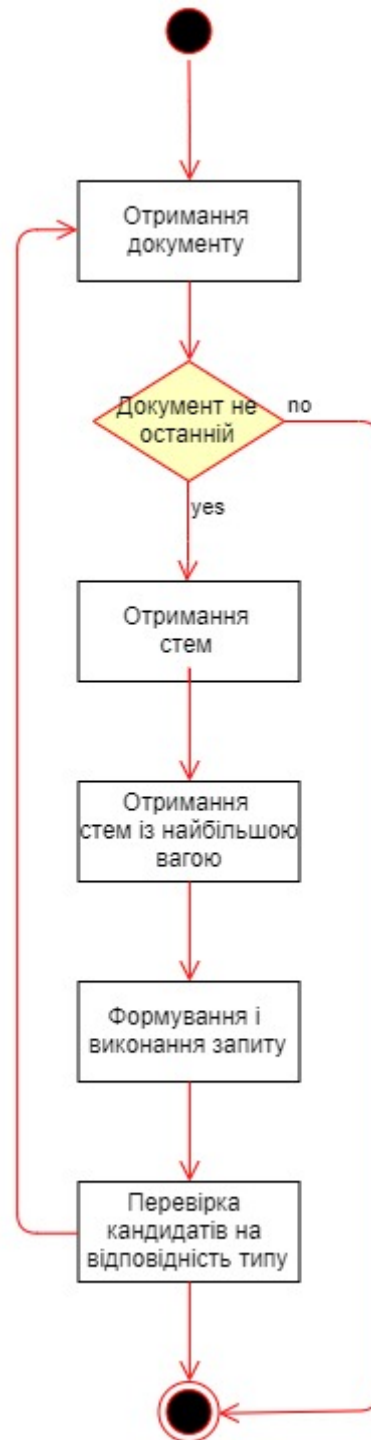 Отримання
документу
Документ не
останній
no
yes
Отримання
стем
Отримання
стем із найбільшою
вагою
Формування і
виконання запиту
Перевірка
кандидатів на
відповідність типу